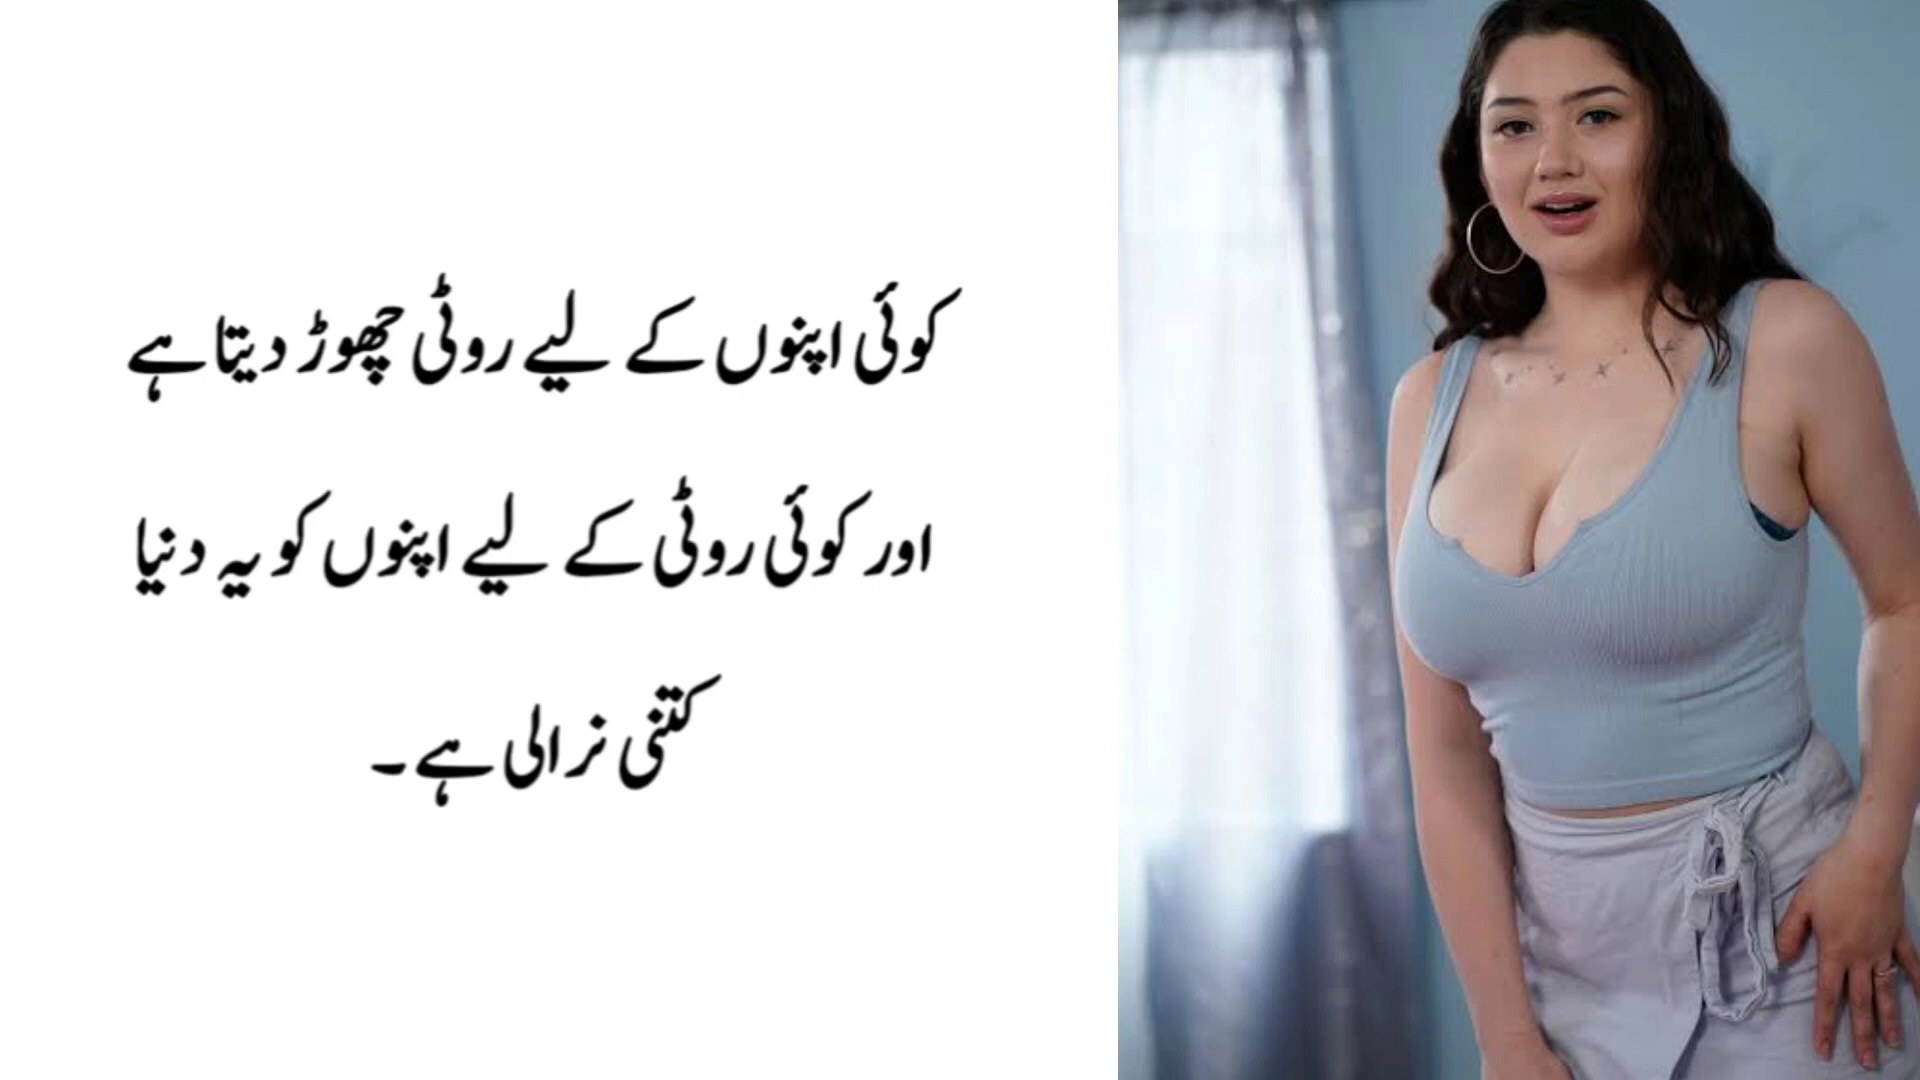 کوئی اپنوں کے لیے روٹی چھوڑ دیتا ہے
اور کوئی روٹی کے لیے اپنوں کو یہ دنیا
کتنی نرالی ہے۔